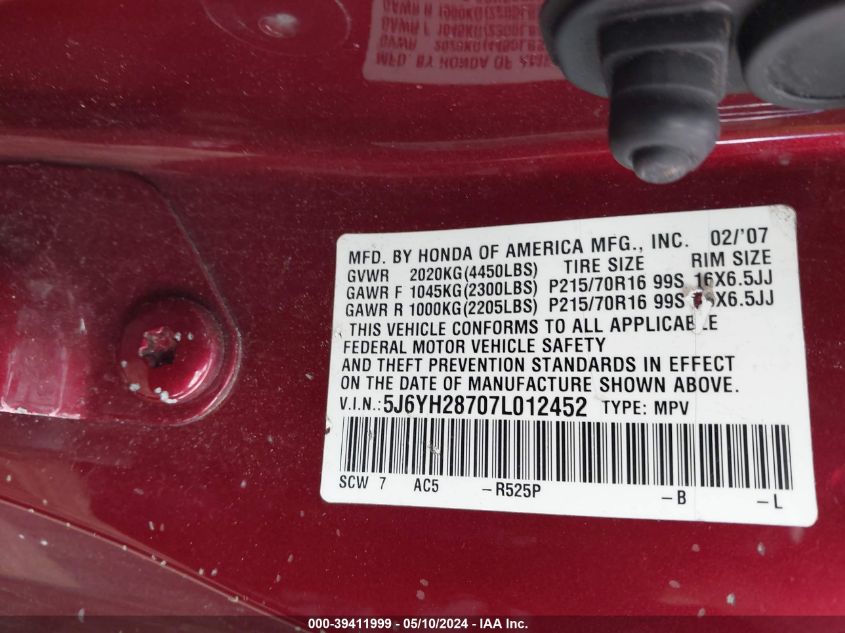 MFD. BY HONDA OF AMERICA MFG., INC. 02/'07
GVWR 2020KG(4450LBS) TIRE SIZE RIM SIZE
GAWR F 1045KG(2300LBS) P215/70R16 99S 16X6.5JJ
GAWR R 1000KG(2205LBS) P215/70R16 99S 16X6.5JJ
THIS VEHICLE CONFORMS TO ALL APPLICABLE
FEDERAL MOTOR VEHICLE SAFETY
AND THEFT PREVENTION STANDARDS IN EFFECT
ON THE DATE OF MANUFACTURE SHOWN ABOVE.
V.I.N.: 5J6YH28707L012452 TYPE: MPV
SCW 7 AC5 -R525P -B -L
000-39411999 - 05/10/2024 - IAA Inc.